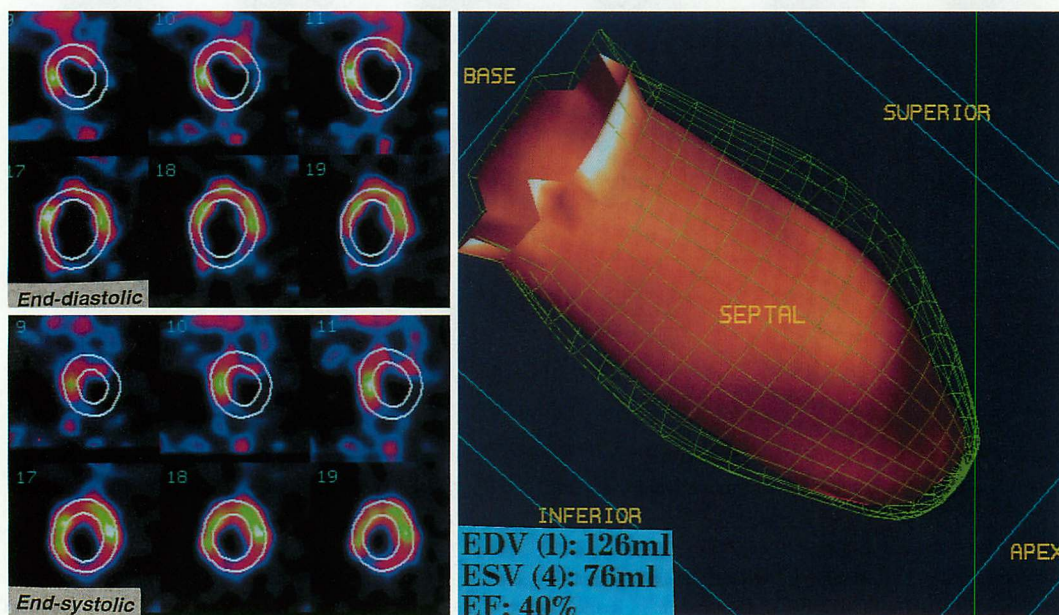 9 10 11
17 18 19
End-diastolic
9 10 11
17 18 19
End-systolic
BASE
SUPERIOR
SEPTAL
INFERIOR
APEX
EDV (1): 126ml
ESV (4): 76ml
EF: 40%